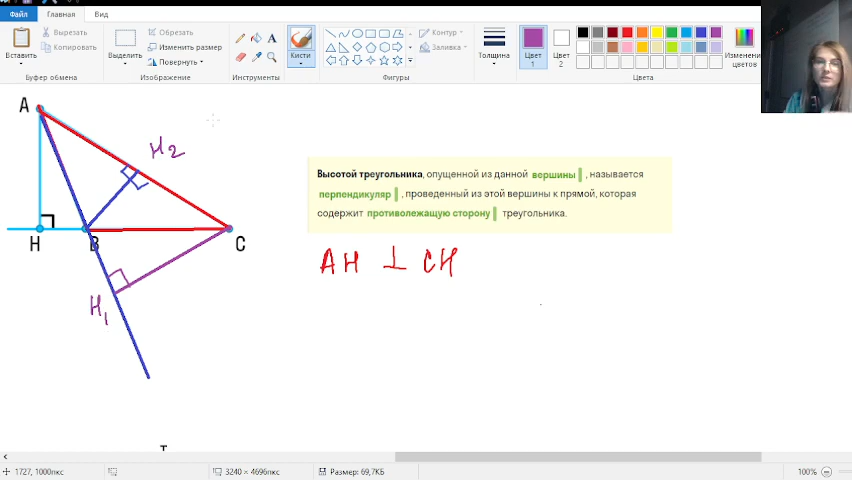 Файл
Главная
Вид
Вставить
Вырезать
Копировать
Буфер обмена
Выделить
Обрезать
Изменить размер
Повернуть
Изображение
A
Инструменты
Кисти
Контур
Заливка
Фигуры
Толщина
Цвет 1
Цвет 2
Изменение цветов
Цвета
A
H2
H
B
C
H1
Высотой треугольника, опущенной из данной вершины, называется
перпендикуляр, проведенный из этой вершины к прямой, которая
содержит противолежащую сторону треугольника.
AH ⊥ CH
1727, 1000пкс
3240 × 4696пкс
Размер: 69,7КБ
100%